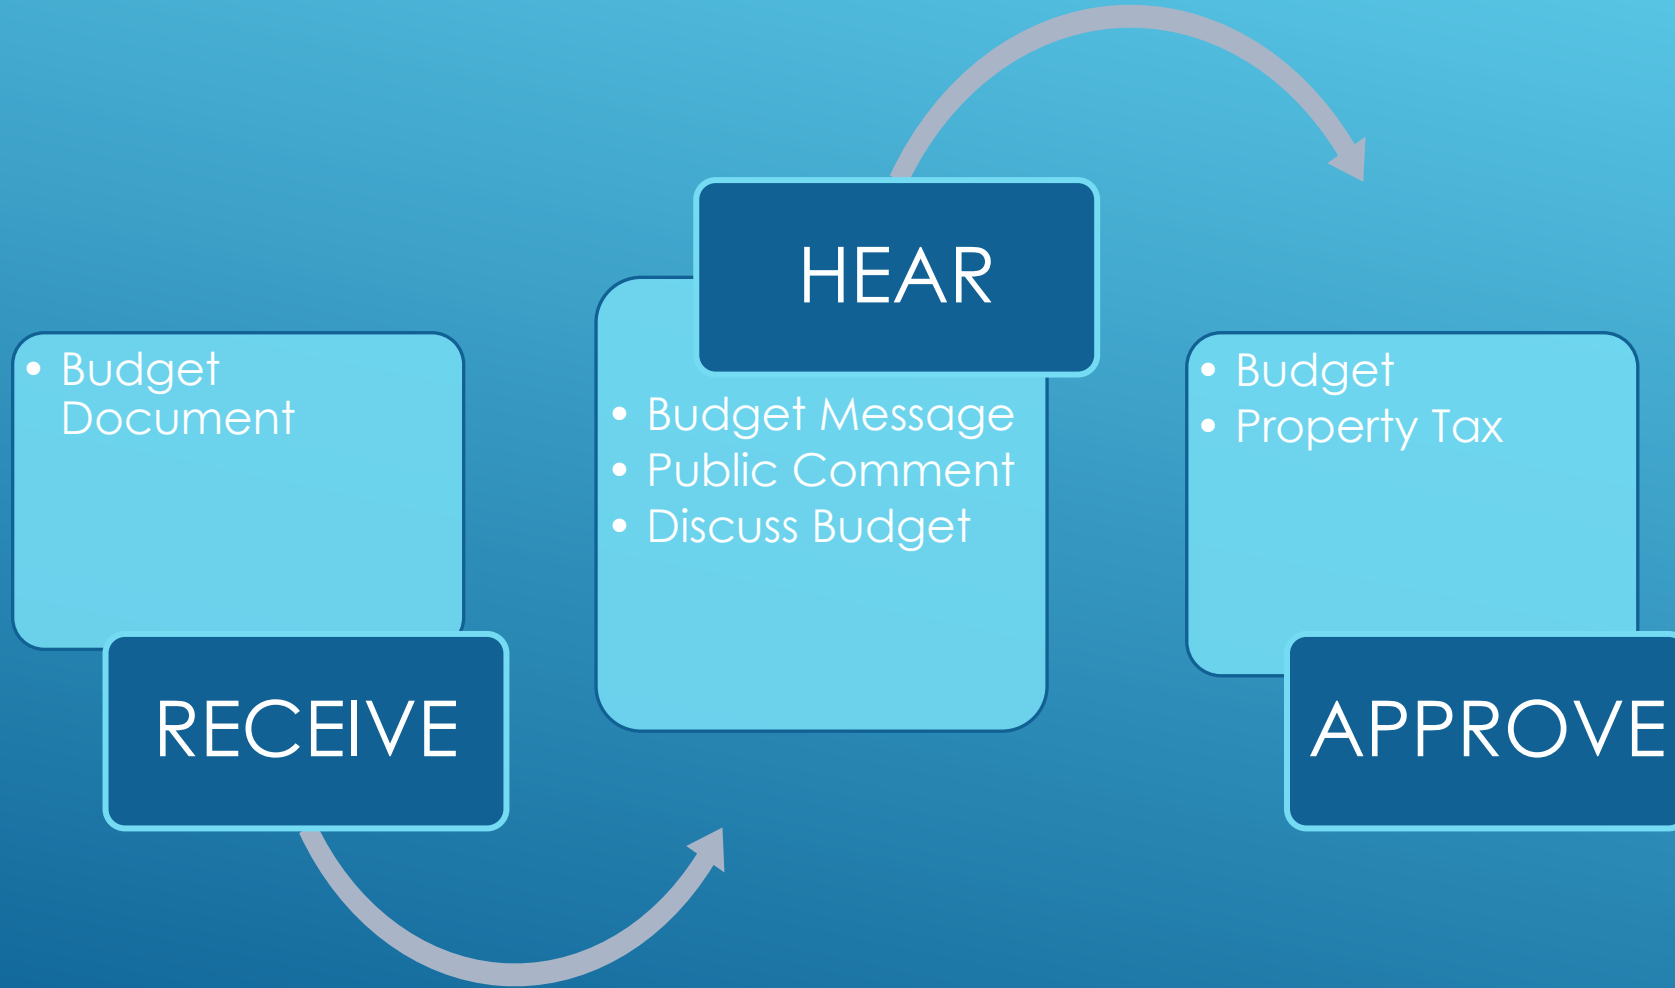 • Budget
Document
RECEIVE
HEAR
• Budget Message
• Public Comment
• Discuss Budget
• Budget
• Property Tax
APPROVE